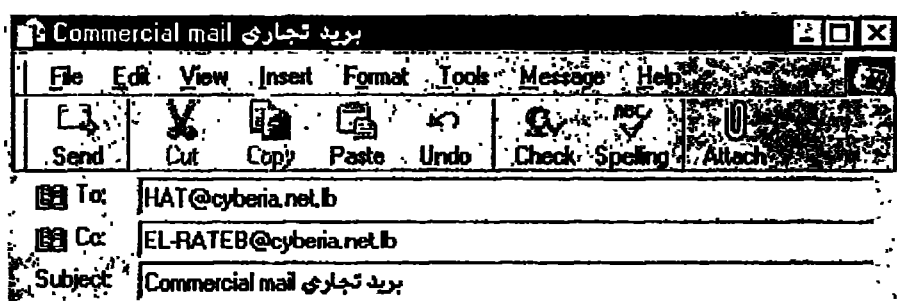 Commercial mail بريد تجاري
File Edit View Insert Format Tools Message Help
Send Cut Copy Paste Undo Check Spelling Attach
To: HAT@cyberia.net.lb
Cc: EL-RATEB@cyberia.net.lb
Subject: Commercial mail بريد تجاري